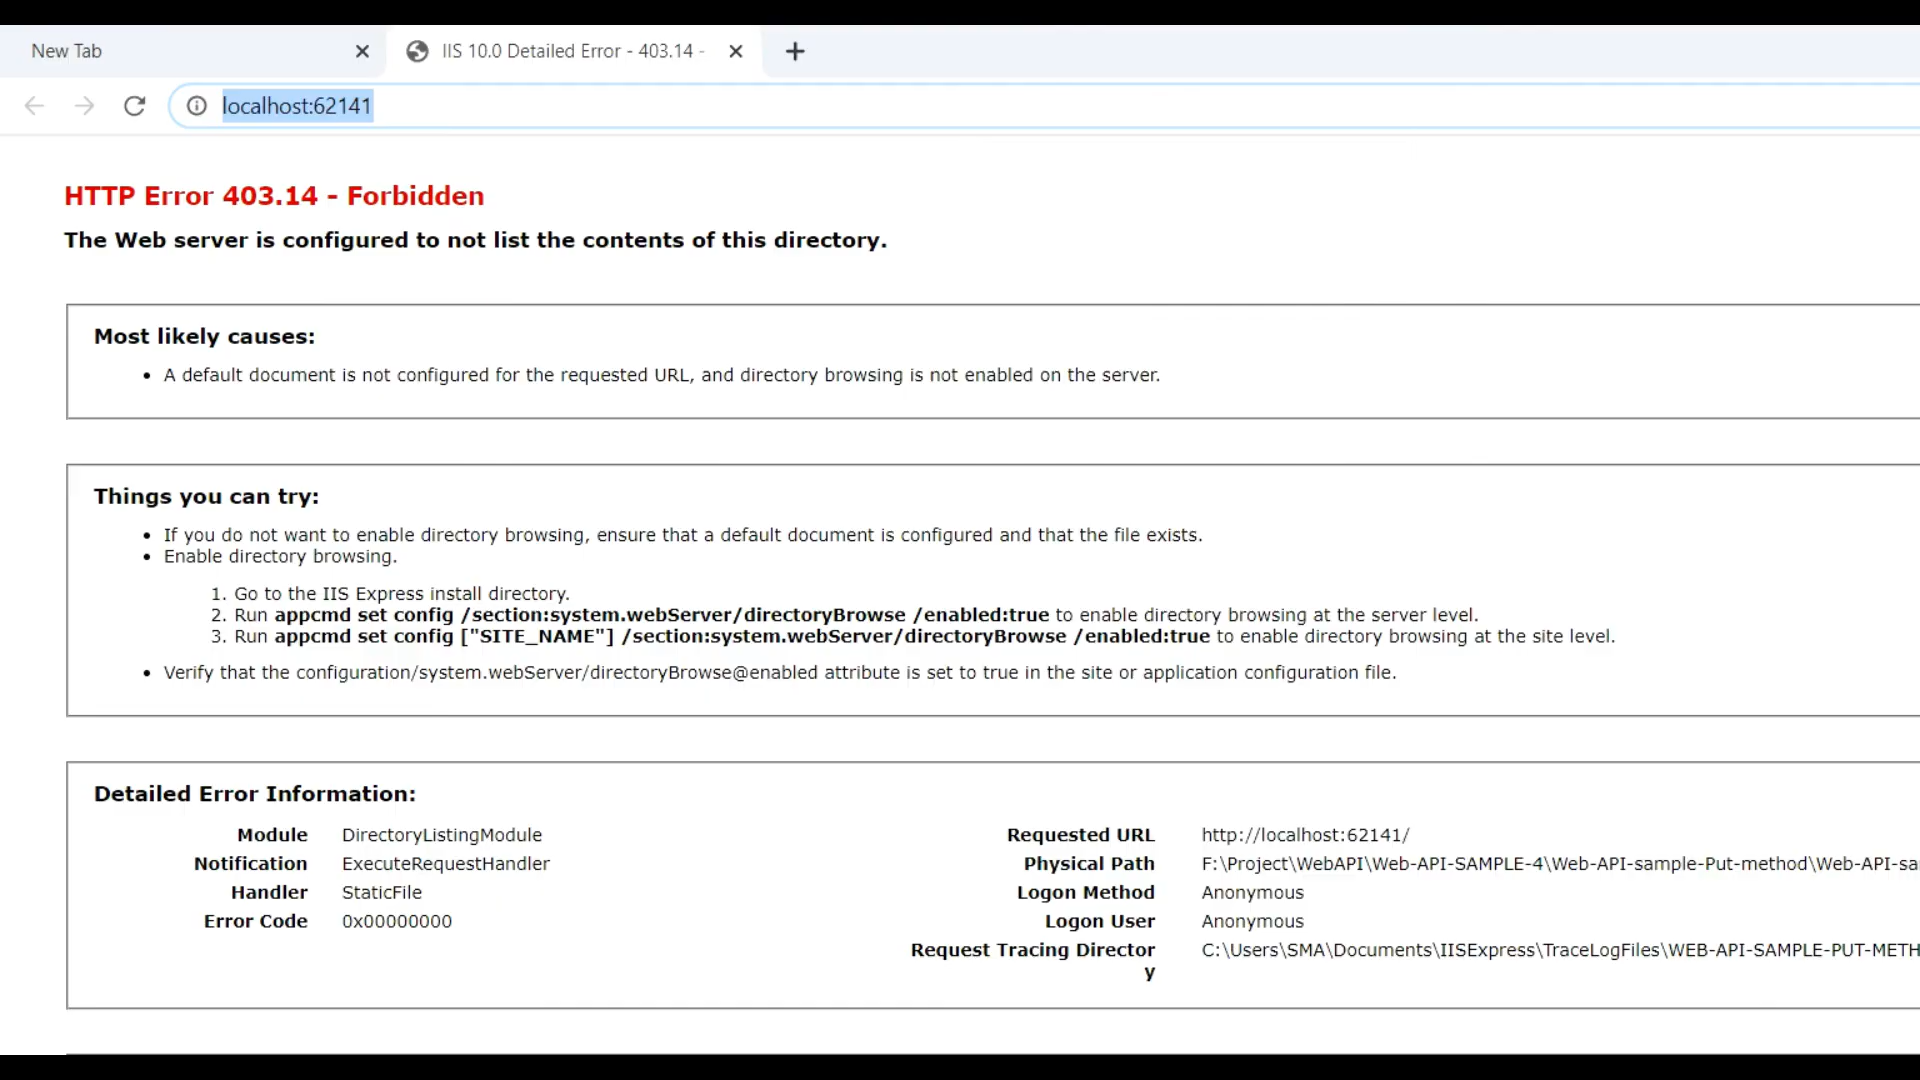 New Tab
IIS 10.0 Detailed Error - 403.14 -
localhost:62141
HTTP Error 403.14 - Forbidden
The Web server is configured to not list the contents of this directory.
Most likely causes:
• A default document is not configured for the requested URL, and directory browsing is not enabled on the server.
Things you can try:
• If you do not want to enable directory browsing, ensure that a default document is configured and that the file exists.
• Enable directory browsing.
1. Go to the IIS Express install directory.
2. Run appcmd set config /section:system.webServer/directoryBrowse /enabled:true to enable directory browsing at the server level.
3. Run appcmd set config ["SITE_NAME"] /section:system.webServer/directoryBrowse /enabled:true to enable directory browsing at the site level.
• Verify that the configuration/system.webServer/directoryBrowse@enabled attribute is set to true in the site or application configuration file.
Detailed Error Information:
Module DirectoryListingModule
Notification ExecuteRequestHandler
Handler StaticFile
Error Code 0x00000000
Requested URL http://localhost:62141/
Physical Path F:\Project\WebAPI\Web-API-SAMPLE-4\Web-API-sample-Put-method\Web-API-sa
Logon Method Anonymous
Logon User Anonymous
Request Tracing Director C:\Users\SMA\Documents\IISExpress\TraceLogFiles\WEB-API-SAMPLE-PUT-METH
y